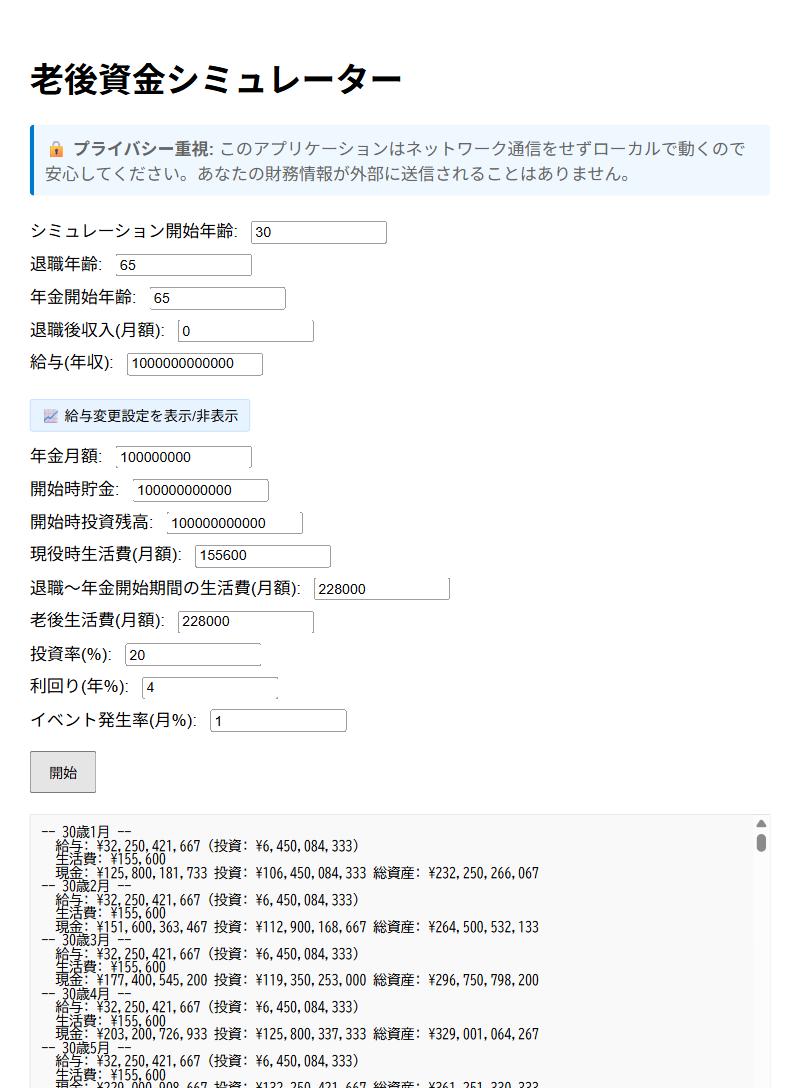 老後資金シミュレーター
🔒 プライバシー重視: このアプリケーションはネットワーク通信をせずローカルで動くので
安心してください。あなたの財務情報が外部に送信されることはありません。
シミュレーション開始年齢: 30
退職年齢: 65
年金開始年齢: 65
退職後収入(月額): 0
給与(年収): 1000000000000
📈 給与変更設定を表示/非表示
年金月額: 100000000
開始時貯金: 100000000000
開始時投資残高: 100000000000
現役時生活費(月額): 155600
退職〜年金開始期間の生活費(月額): 228000
老後生活費(月額): 228000
投資率(%): 20
利回り(年%): 4
イベント発生率(月%): 1
開始
-- 30歳1月 --
給与: ¥32,250,421,667 (投資: ¥6,450,084,333)
生活費: ¥155,600
現金: ¥125,800,181,733 投資: ¥106,450,084,333 総資産: ¥232,250,266,067
-- 30歳2月 --
給与: ¥32,250,421,667 (投資: ¥6,450,084,333)
生活費: ¥155,600
現金: ¥151,600,363,467 投資: ¥112,900,168,667 総資産: ¥264,500,532,133
-- 30歳3月 --
給与: ¥32,250,421,667 (投資: ¥6,450,084,333)
生活費: ¥155,600
現金: ¥177,400,545,200 投資: ¥119,350,253,000 総資産: ¥296,750,798,200
-- 30歳4月 --
給与: ¥32,250,421,667 (投資: ¥6,450,084,333)
生活費: ¥155,600
現金: ¥203,200,726,933 投資: ¥125,800,337,333 総資産: ¥329,001,064,267
-- 30歳5月 --
給与: ¥32,250,421,667 (投資: ¥6,450,084,333)
生活費: ¥155,600
現金: ¥229,000,908,667 投資: ¥132,250,421,667 総資産: ¥361,251,330,333